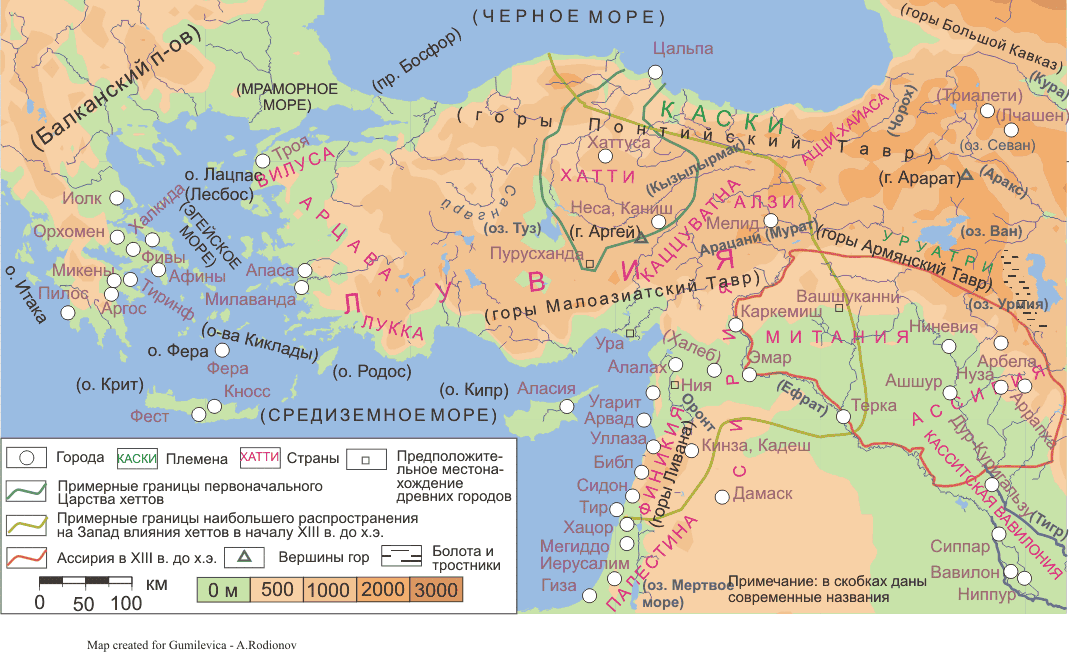 (ЧЕРНОЕ МОРЕ)
(горы Большой Кавказ)
(Балканский п-ов)
(пр. Босфор)
Цальпа
(Кура)
(МРАМОРНОЕ
МОРЕ)
(Триалети)
(Лчашен)
(Чорох)
КАСКИ
АЦЦИ-ХАЙАСА
(горы Понтийский Тавр)
(оз. Севан)
Троя
ВИЛУСА
Хаттуса
ХАТТИ
(Кызылырмак)
о. Лацпас
(Лесбос)
(г. Арарат)
(Аракс)
Иолк
Халкида
(ЭГЕЙСКОЕ
МОРЕ)
АРЦАВА
Сангари
(оз. Туз)
Неса, Каниш
(г. Аргей)
КАЦЦУВАТНА
АЛЗИ
Мелид
Арацани (Мурат)
(оз. Ван)
УРУАТРИ
(горы Армянский Тавр)
Орхомен
Фивы
Микены
Афины
Пилос
Аргос
Тиринф
о. Итака
Апаса
Милаванда
Пурусханда
ЛУВИЯ
ЛУККА
(горы Малоазиатский Тавр)
Вашшуканни
(оз. Урмия)
Каркемиш
МИТАНИЯ
Ниневия
(о-ва Киклады)
о. Фера
Фера
Ура
(Халеб)
Эмар
Арбела
(о. Родос)
Алалах
Ния
Нуза
(о. Крит)
Кносс
Фест
(о. Кипр)
Аласия
Угарит
Оронт
(Ефрат)
Терка
Ашшур
АССИРИЯ
Аррапха
(СРЕДИЗЕМНОЕ МОРЕ)
Арвад
Уллаза
Кинза, Кадеш
СИРИЯ
Дур-Куригальзу
КАССИТСКАЯ ВАВИЛОНИЯ
Библ
ФИНИКИЯ
(горы Ливана)
Сидон
Дамаск
Тир
Хацор
(Тигр)
Мегиддо
Сиппар
Иерусалим
ПАЛЕСТИНА
Вавилон
Гиза
(оз. Мертвое
море)
Ниппур
Примечание: в скобках даны
современные названия
Города
КАСКИ Племена
ХАТТИ Страны
Предположите-
льное местона-
хождение
древних городов
Примерные границы первоначального
Царства хеттов
Примерные границы наибольшего распространения
на Запад влияния хеттов в началу XIII в. до х.э.
Ассирия в XIII в. до х.э.
Вершины гор
Болота и
тростники
0 50 100 КМ
0 м 500 1000 2000 3000
Map created for Gumilevica - A.Rodionov